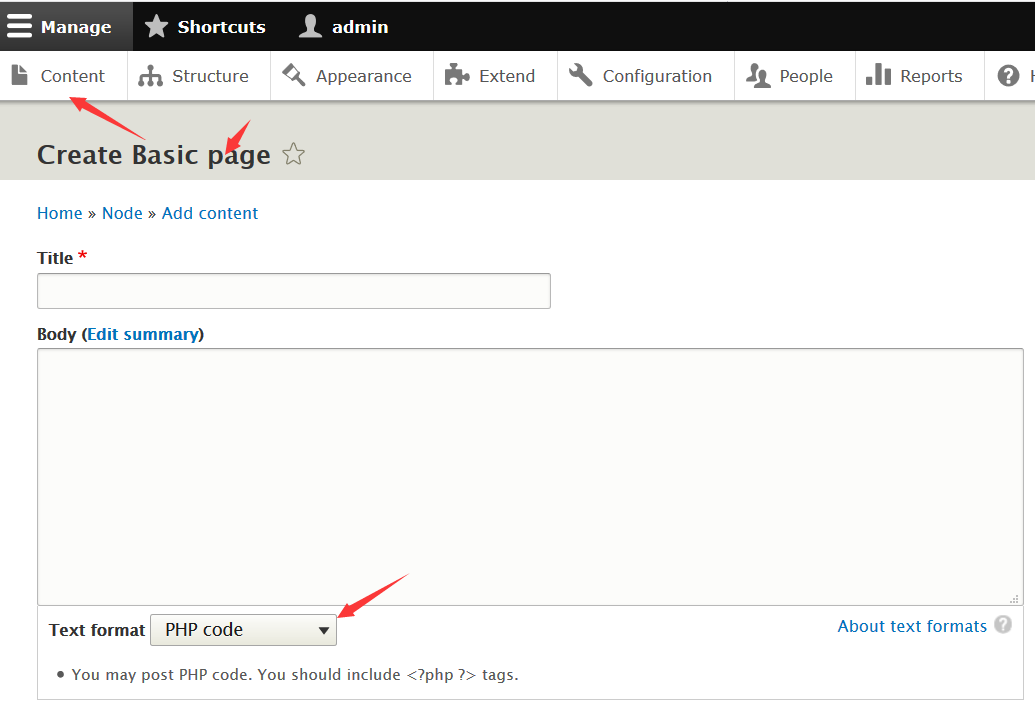 Manage Shortcuts admin
Content Structure Appearance Extend Configuration People Reports
Create Basic page
Home » Node » Add content
Title *
Body (Edit summary)
Text format PHP code About text formats ?
• You may post PHP code. You should include <?php ?> tags.